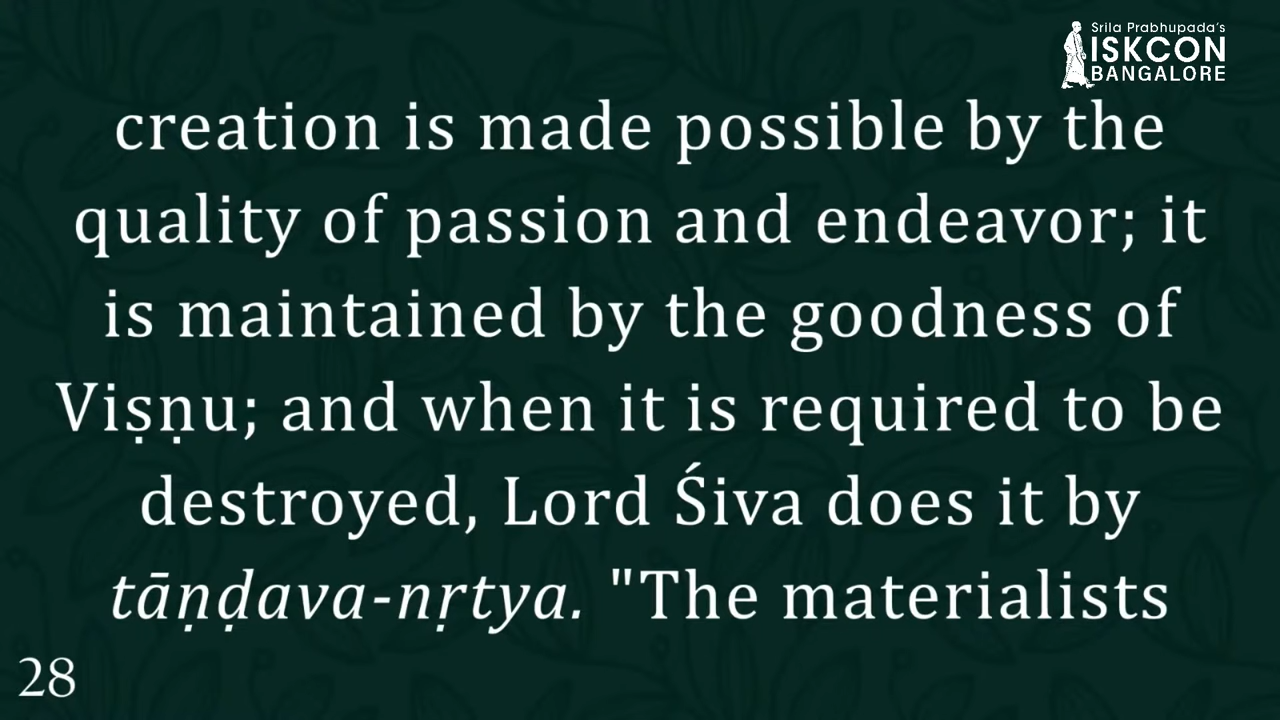 Srila Prabhupada's
ISKCON
BANGALORE
creation is made possible by the
quality of passion and endeavor; it
is maintained by the goodness of
Viṣṇu; and when it is required to be
destroyed, Lord Śiva does it by
tāṇḍava-nṛtya. "The materialists
28